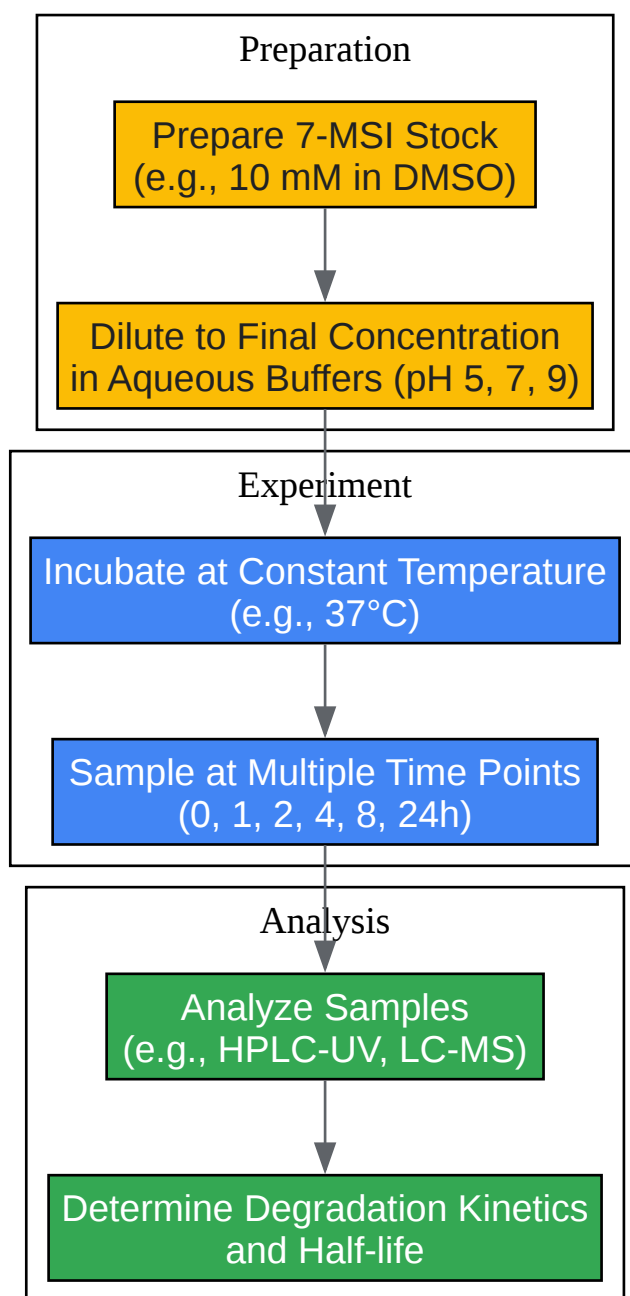 Preparation
Prepare 7-MSI Stock
(e.g., 10 mM in DMSO)
Dilute to Final Concentration
in Aqueous Buffers (pH 5, 7, 9)
Experiment
Incubate at Constant Temperature
(e.g., 37°C)
Sample at Multiple Time Points
(0, 1, 2, 4, 8, 24h)
Analysis
Analyze Samples
(e.g., HPLC-UV, LC-MS)
Determine Degradation Kinetics
and Half-life